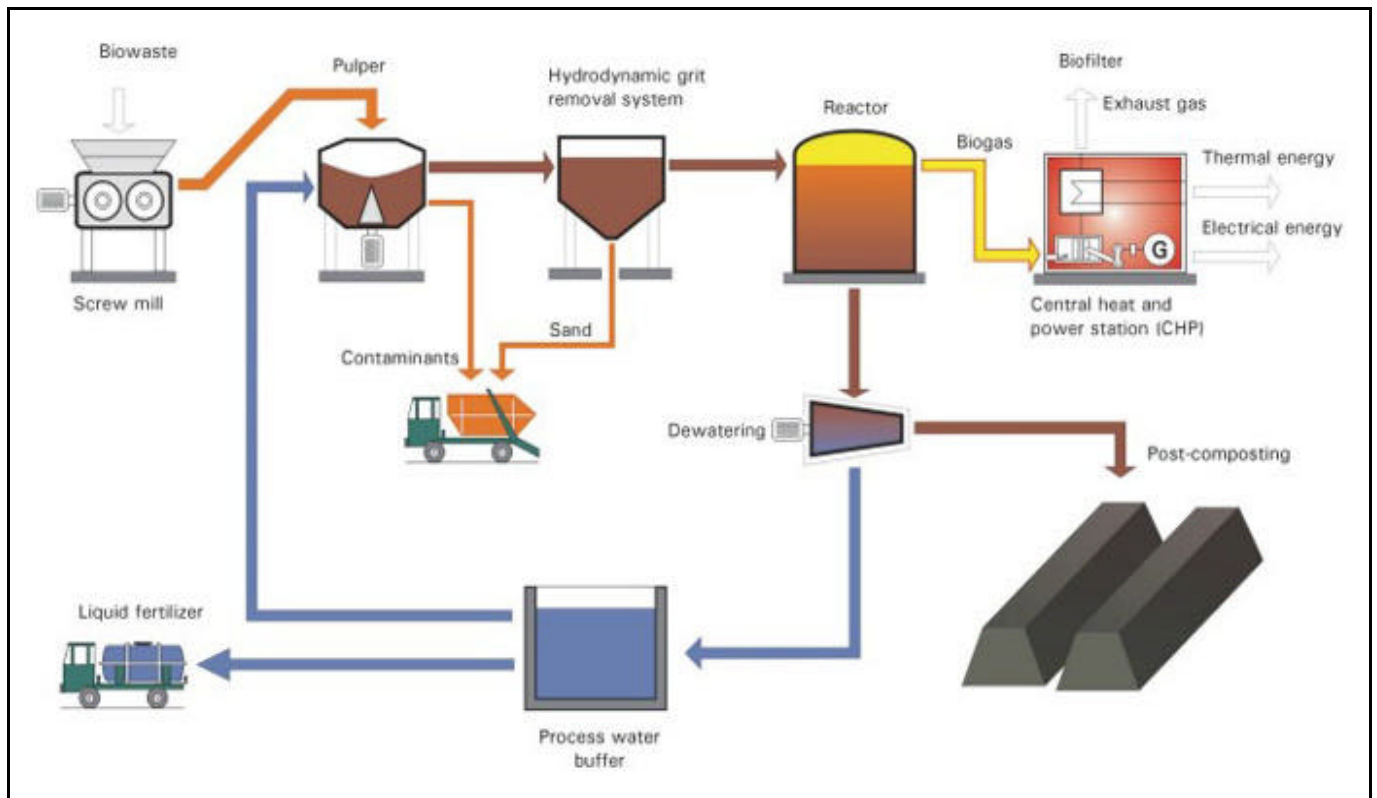 Biowaste
Pulper
Hydrodynamic grit
removal system
Reactor
Biofilter
Exhaust gas
Biogas
Thermal energy
Electrical energy
G
Screw mill
Central heat and
power station (CHP)
Sand
Contaminants
Dewatering
Post-composting
Liquid fertilizer
Process water
buffer